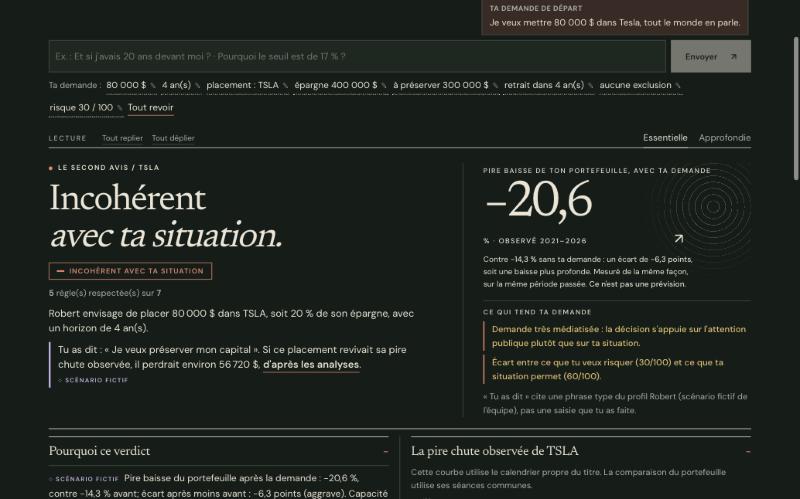 TA DEMANDE DE DÉPART
Je veux mettre 80 000 $ dans Tesla, tout le monde en parle.
Ex. : Et si j'avais 20 ans devant moi ? · Pourquoi le seuil est de 17 % ?
Envoyer ↗
Ta demande : 80 000 $ 4 an(s) placement : TSLA épargne 400 000 $ à préserver 300 000 $ retrait dans 4 an(s) aucune exclusion
risque 30 / 100 Tout revoir
LECTURE Tout replier Tout déplier
Essentielle Approfondie
LE SECOND AVIS / TSLA
Incohérent
avec ta situation.
— INCOHÉRENT AVEC TA SITUATION
5 règle(s) respectée(s) sur 7
Robert envisage de placer 80 000 $ dans TSLA, soit 20 % de son épargne, avec
un horizon de 4 an(s).
Tu as dit : « Je veux préserver mon capital ». Si ce placement revivait sa pire
chute observée, il perdrait environ 56 720 $, d'après les analyses.
○ SCÉNARIO FICTIF
PIRE BAISSE DE TON PORTEFEUILLE, AVEC TA DEMANDE
−20,6
% · OBSERVÉ 2021–2026
Contre −14,3 % sans ta demande : un écart de −6,3 points,
soit une baisse plus profonde. Mesuré de la même façon,
sur la même période passée. Ce n'est pas une prévision.
CE QUI TEND TA DEMANDE
Demande très médiatisée : la décision s'appuie sur l'attention
publique plutôt que sur ta situation.
Écart entre ce que tu veux risquer (30/100) et ce que ta
situation permet (60/100).
« Tu as dit » cite une phrase type du profil Robert (scénario fictif de
l'équipe), pas une saisie que tu as faite.
Pourquoi ce verdict –
○ SCÉNARIO FICTIF Pire baisse du portefeuille après la demande : −20,6 %,
contre −14,3 % avant ; écart après moins avant : −6,3 points (aggravé). Capacité
La pire chute observée de TSLA –
Cette courbe utilise le calendrier propre du titre. La comparaison du portefeuille
utilise ses séances communes.